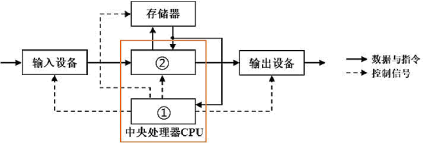 存储器
输入设备
②
输出设备
数据与指令
控制信号
①
中央处理器CPU